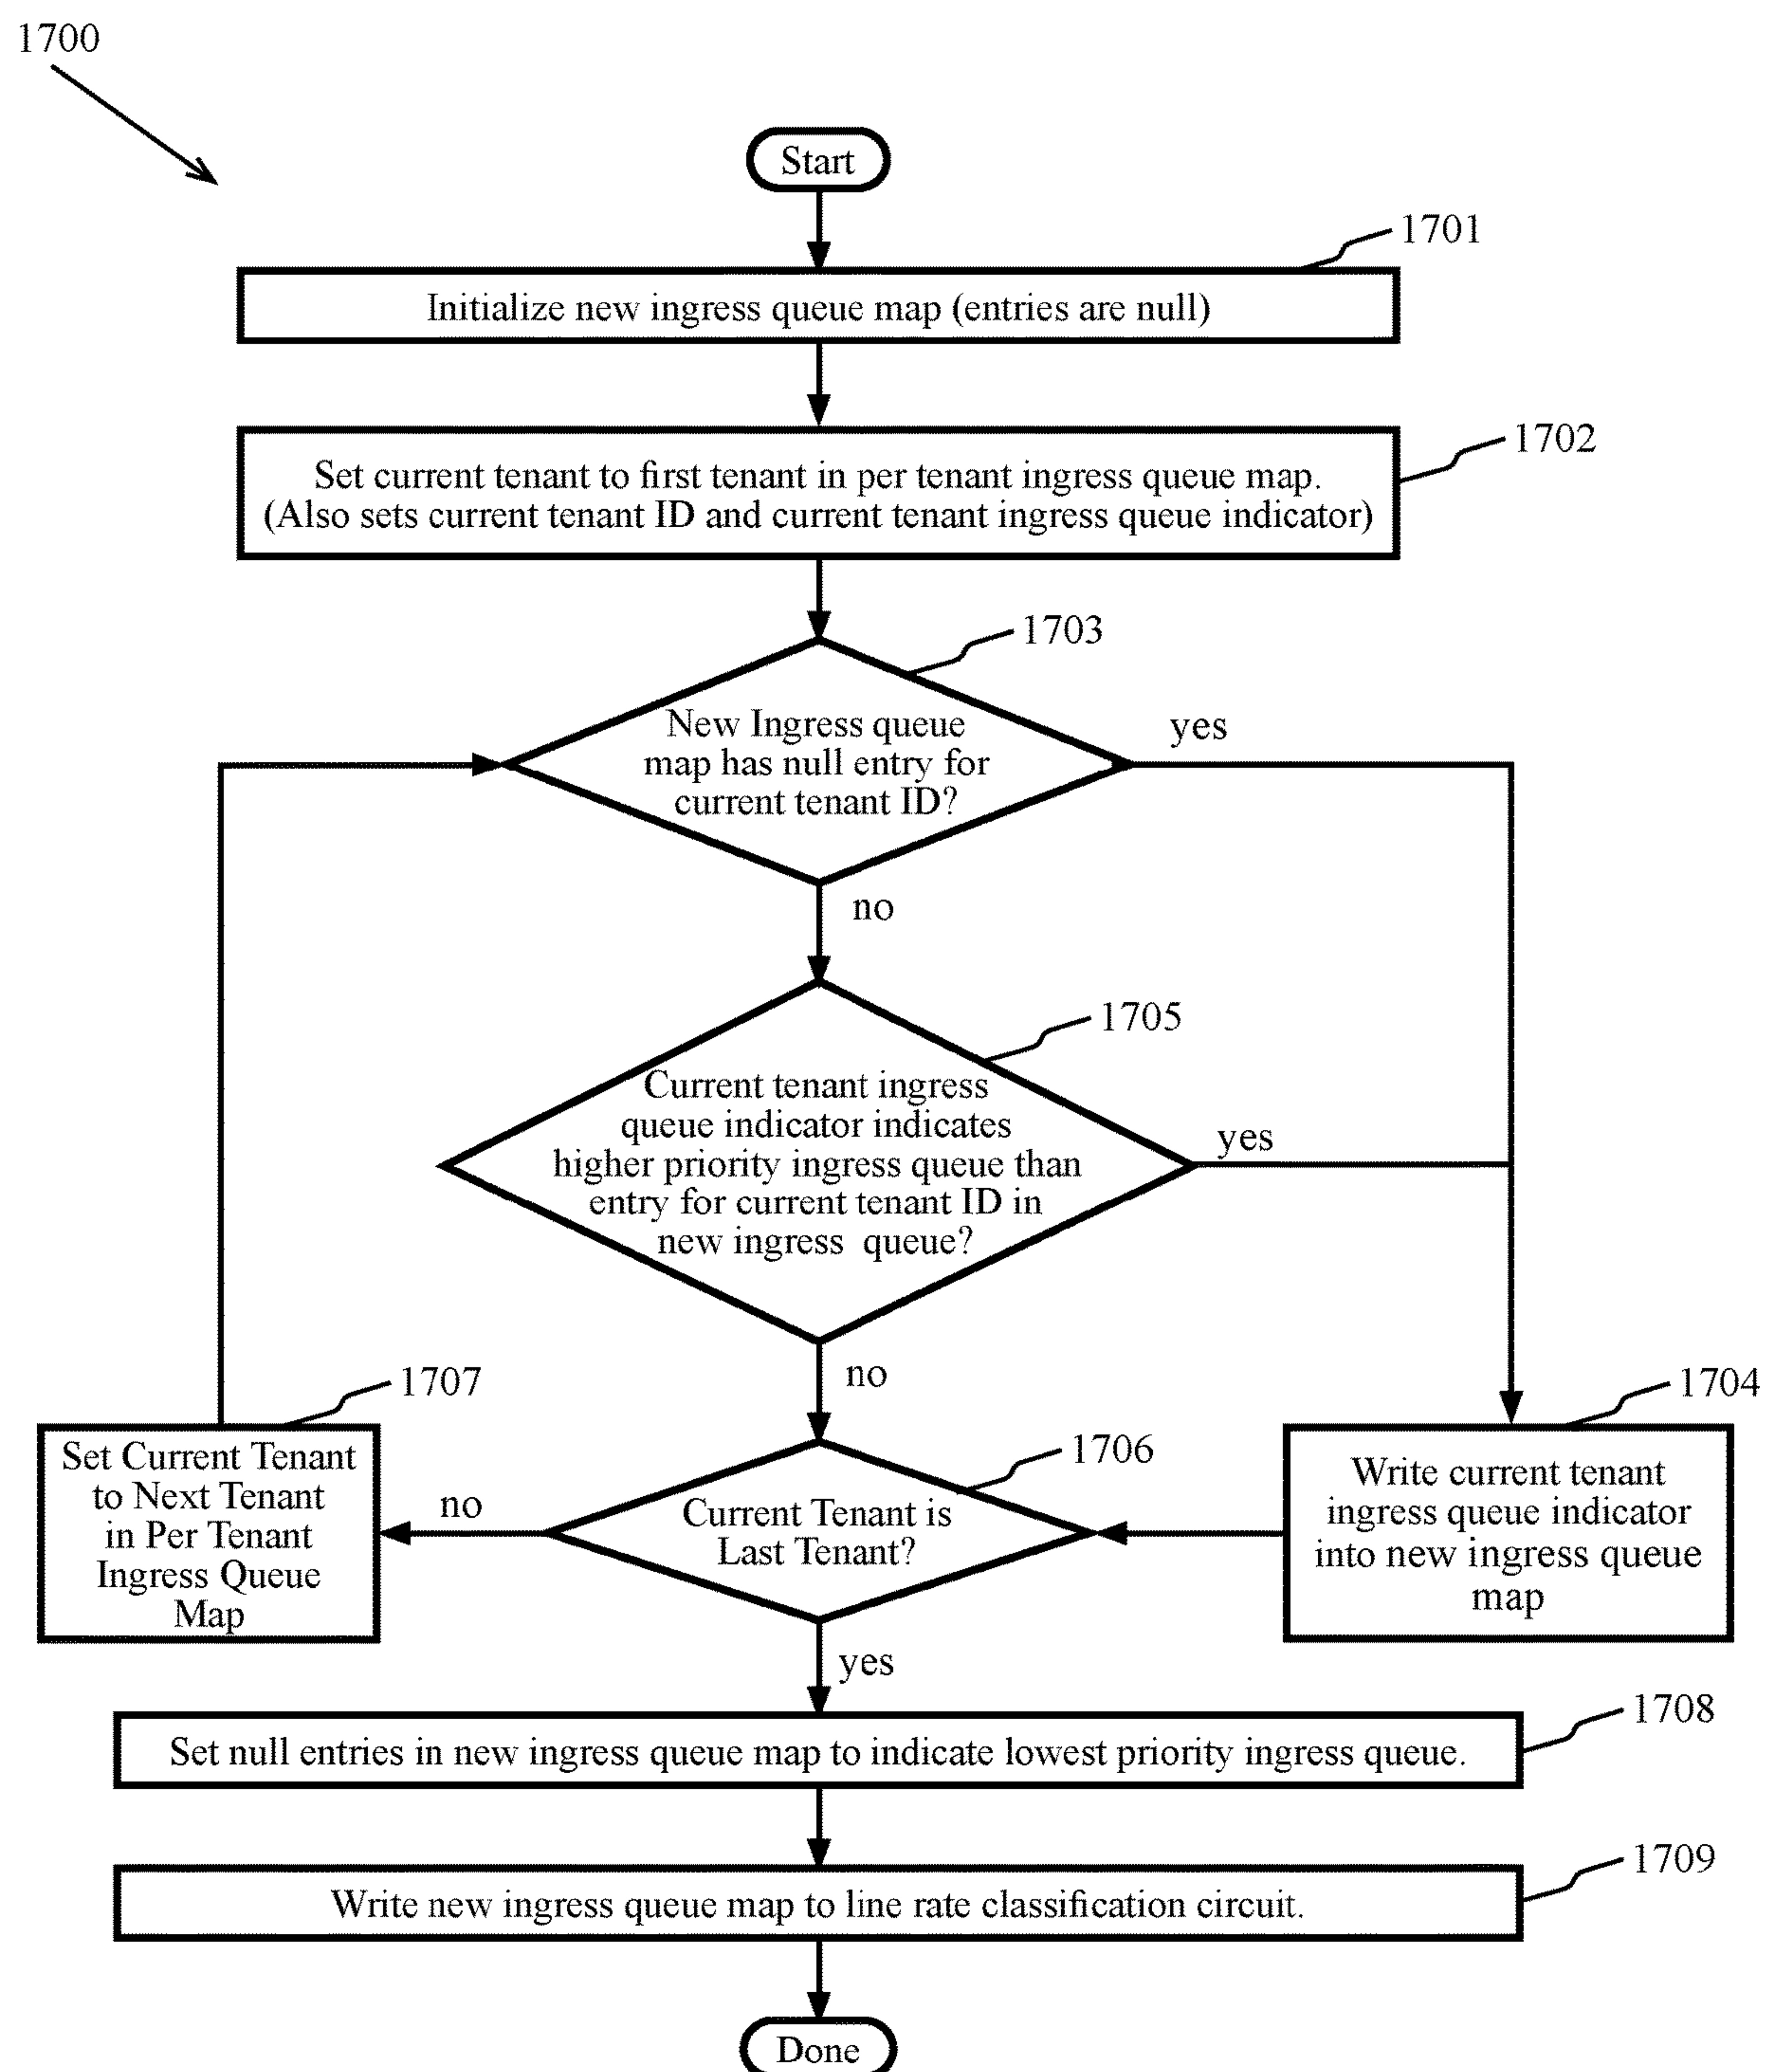 1700
Start
1701
Initialize new ingress queue map (entries are null)
1702
Set current tenant to first tenant in per tenant ingress queue map.
(Also sets current tenant ID and current tenant ingress queue indicator)
1703
New Ingress queue
map has null entry for
current tenant ID?
yes
no
1705
Current tenant ingress
queue indicator indicates
higher priority ingress queue than
entry for current tenant ID in
new ingress queue?
yes
no
1707
Set Current Tenant
to Next Tenant
in Per Tenant
Ingress Queue
Map
no
1706
Current Tenant is
Last Tenant?
1704
Write current tenant
ingress queue indicator
into new ingress queue
map
yes
1708
Set null entries in new ingress queue map to indicate lowest priority ingress queue.
1709
Write new ingress queue map to line rate classification circuit.
Done